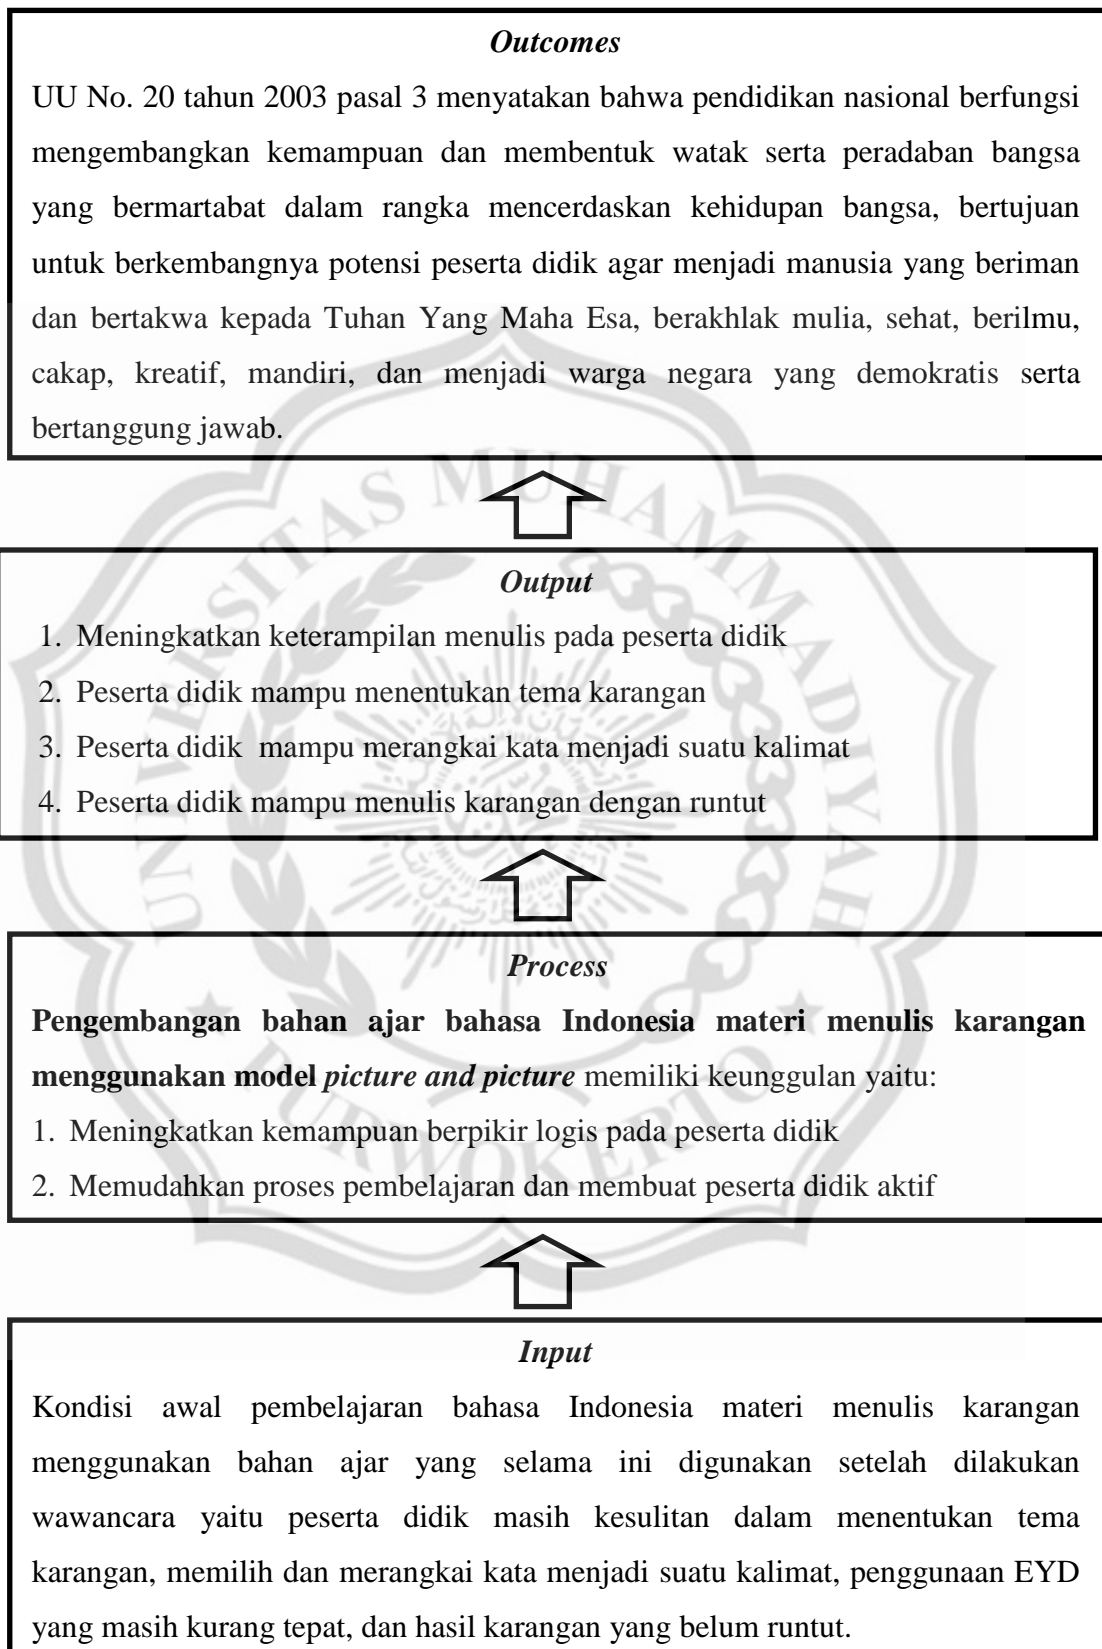 Outcomes
UU No. 20 tahun 2003 pasal 3 menyatakan bahwa pendidikan nasional berfungsi
mengembangkan kemampuan dan membentuk watak serta peradaban bangsa
yang bermartabat dalam rangka mencerdaskan kehidupan bangsa, bertujuan
untuk berkembangnya potensi peserta didik agar menjadi manusia yang beriman
dan bertakwa kepada Tuhan Yang Maha Esa, berakhlak mulia, sehat, berilmu,
cakap, kreatif, mandiri, dan menjadi warga negara yang demokratis serta
bertanggung jawab.
UNIVERSITAS MUHAMMADIYAH
Output
1. Meningkatkan keterampilan menulis pada peserta didik
2. Peserta didik mampu menentukan tema karangan
3. Peserta didik mampu merangkai kata menjadi suatu kalimat
4. Peserta didik mampu menulis karangan dengan runtut
Process
Pengembangan bahan ajar bahasa Indonesia materi menulis karangan
menggunakan model picture and picture memiliki keunggulan yaitu:
1. Meningkatkan kemampuan berpikir logis pada peserta didik
2. Memudahkan proses pembelajaran dan membuat peserta didik aktif
PURWOKERTO
Input
Kondisi awal pembelajaran bahasa Indonesia materi menulis karangan
menggunakan bahan ajar yang selama ini digunakan setelah dilakukan
wawancara yaitu peserta didik masih kesulitan dalam menentukan tema
karangan, memilih dan merangkai kata menjadi suatu kalimat, penggunaan EYD
yang masih kurang tepat, dan hasil karangan yang belum runtut.